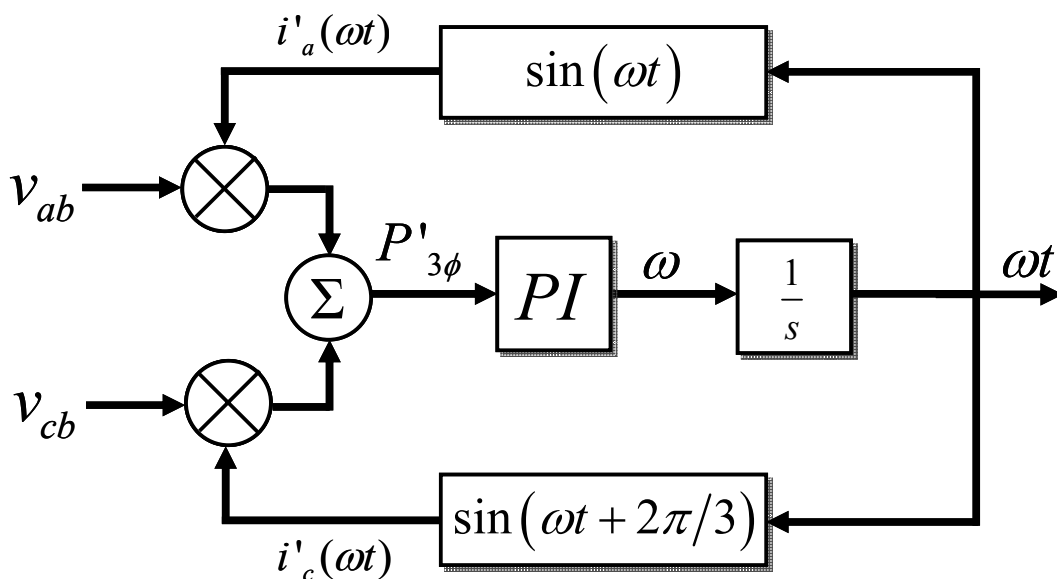 i'a(ωt)
sin(ωt)
vab
P'3ϕ
Σ
PI
ω
1/s
ωt
vcb
sin(ωt + 2π/3)
i'c(ωt)